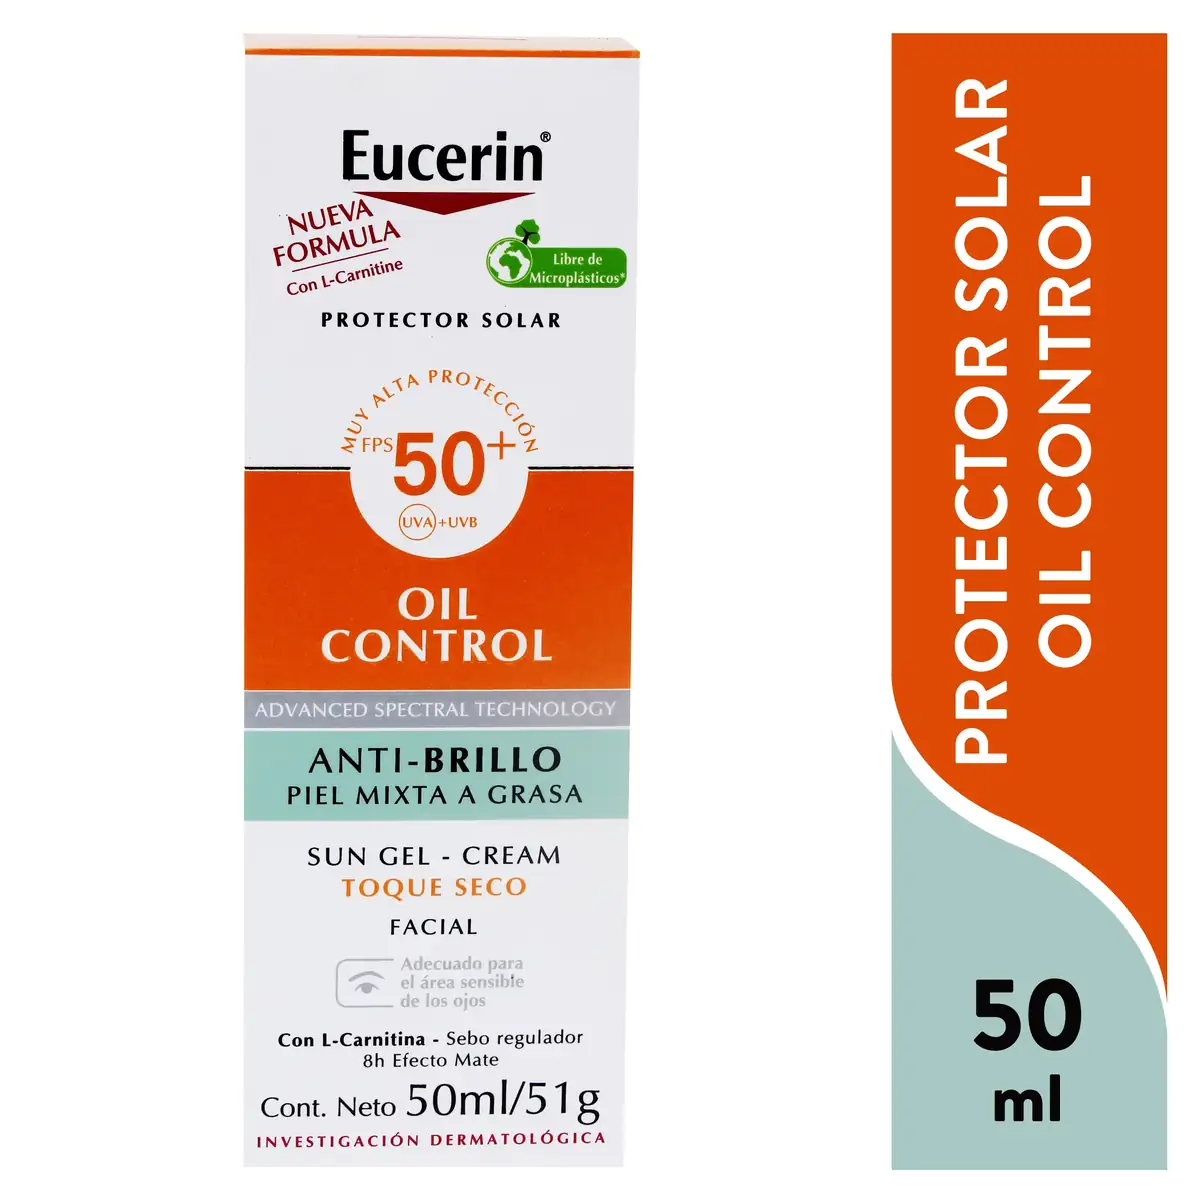 Eucerin®
NUEVA
FORMULA
Con L-Carnitine
Libre de
Microplásticos*
PROTECTOR SOLAR
MUY ALTA PROTECCIÓN
FPS 50+
UVA + UVB
OIL
CONTROL
ADVANCED SPECTRAL TECHNOLOGY
ANTI-BRILLO
PIEL MIXTA A GRASA
SUN GEL - CREAM
TOQUE SECO
FACIAL
Adecuado para
el área sensible
de los ojos
Con L-Carnitina - Sebo regulador
8h Efecto Mate
Cont. Neto 50ml/51g
INVESTIGACIÓN DERMATOLÓGICA
PROTECTOR SOLAR
OIL CONTROL
50
ml